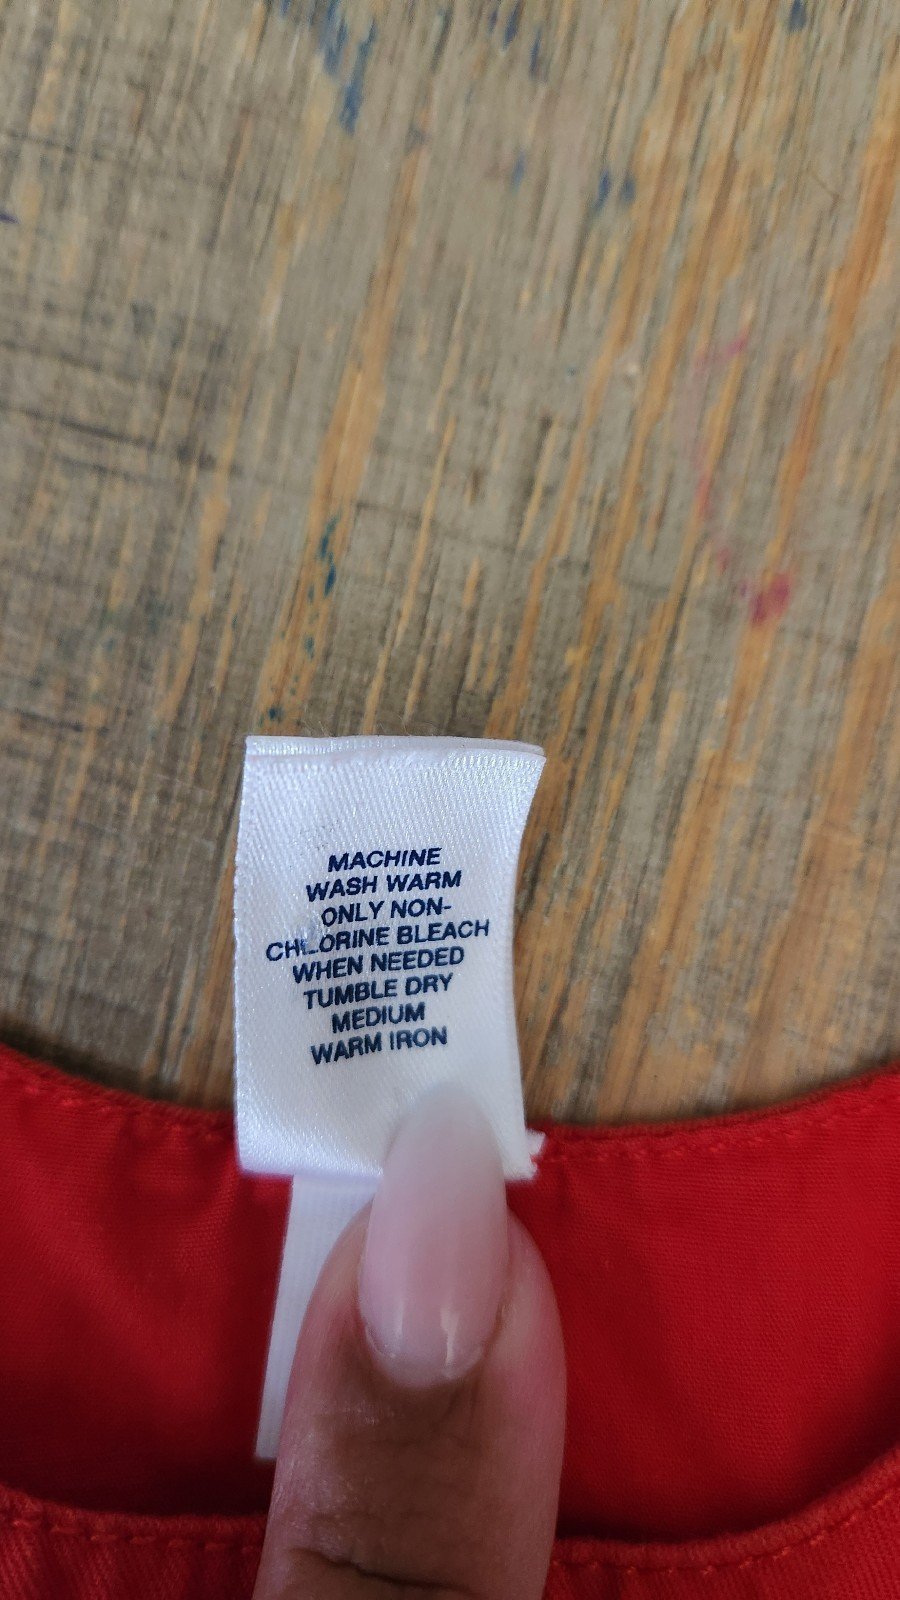 MACHINE
WASH WARM
ONLY NON-
CHLORINE BLEACH
WHEN NEEDED
TUMBLE DRY
MEDIUM
WARM IRON